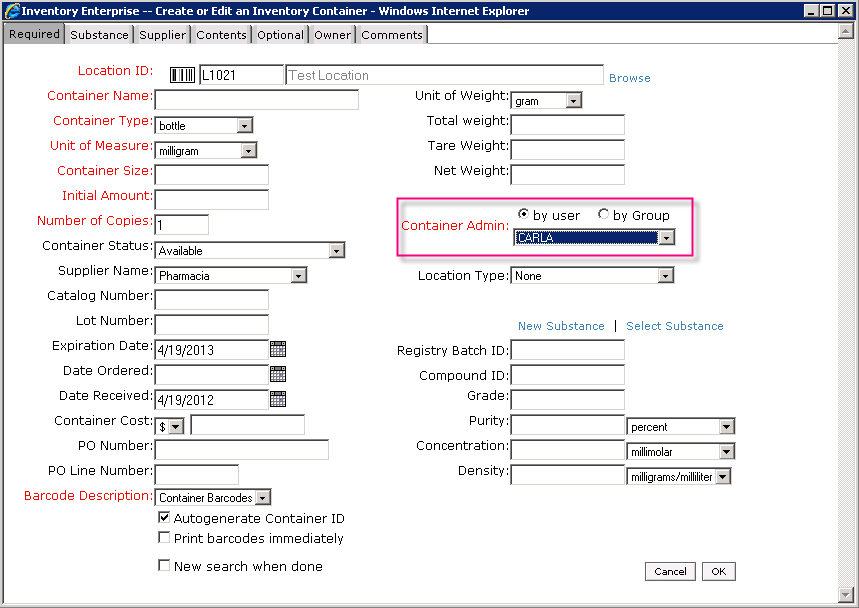 Inventory Enterprise -- Create or Edit an Inventory Container - Windows Internet Explorer
Required Substance Supplier Contents Optional Owner Comments
Location ID: L1021 Test Location Browse
Container Name:
Container Type: bottle
Unit of Measure: milligram
Container Size:
Initial Amount:
Number of Copies: 1
Container Status: Available
Supplier Name: Pharmacia
Catalog Number:
Lot Number:
Expiration Date: 4/19/2013
Date Ordered:
Date Received: 4/19/2012
Container Cost: $
PO Number:
PO Line Number:
Barcode Description: Container Barcodes
Autogenerate Container ID
Print barcodes immediately
New search when done
Unit of Weight: gram
Total weight:
Tare Weight:
Net Weight:
by user by Group
Container Admin: CARLA
Location Type: None
New Substance | Select Substance
Registry Batch ID:
Compound ID:
Grade:
Purity: percent
Concentration: millimolar
Density: milligrams/milliliter
Cancel OK